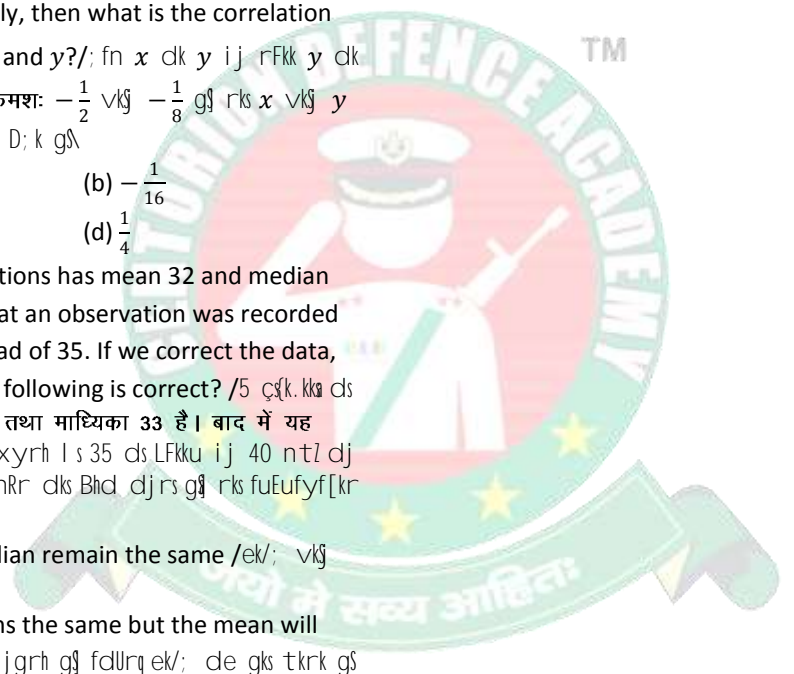 ly, then what is the correlation
and 𝑦?/; fn 𝑥 dk 𝑦 ij rFkk 𝑦 dk
क्रमशः −1/2 vkSj −1/8 gS] rks 𝑥 vkSj 𝑦
D;k gS\
(b) −1/16
(d) 1/4
tions has mean 32 and median
at an observation was recorded
ad of 35. If we correct the data,
following is correct? /5 ds
तथा माध्यिका 33 है। बाद में यह
xyrh ls 35 ds LFkku ij 40 ntZ dj
dks Bhd djrs gS] rks fuEufyf[kr
dian remain the same /ek/; vkSj
ns the same but the mean will
jgrh gS] fdUrq ek/; de gks tkrk gS
DEFENCE ACADEMY
TM